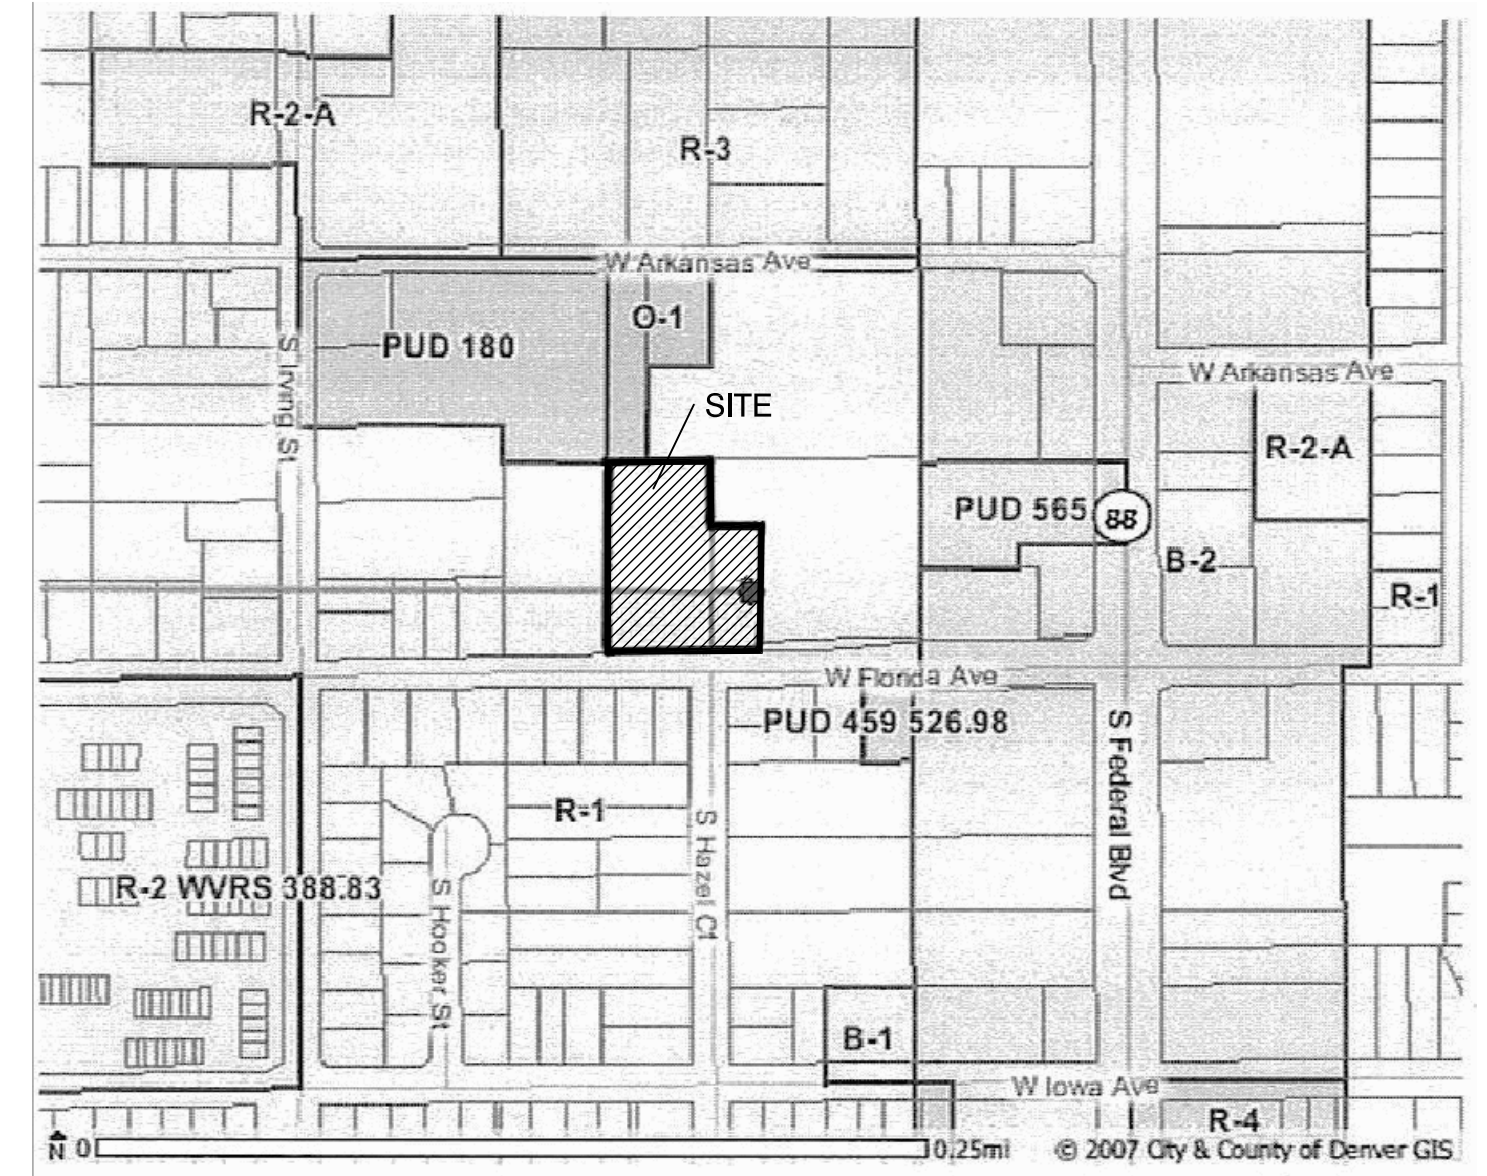 R-2-A
R-3
W Arkansas Ave
O-1
PUD 180
S Irving St
W Arkansas Ave
SITE
R-2-A
PUD 565
88
B-2
R-1
W Florida Ave
PUD 459 526.98
S Federal Blvd
R-1
S Hazel Ct
R-2 WVRS 388.83
S Hooker St
B-1
W Iowa Ave
R-4
N 0
0.25mi
© 2007 City & County of Denver GIS